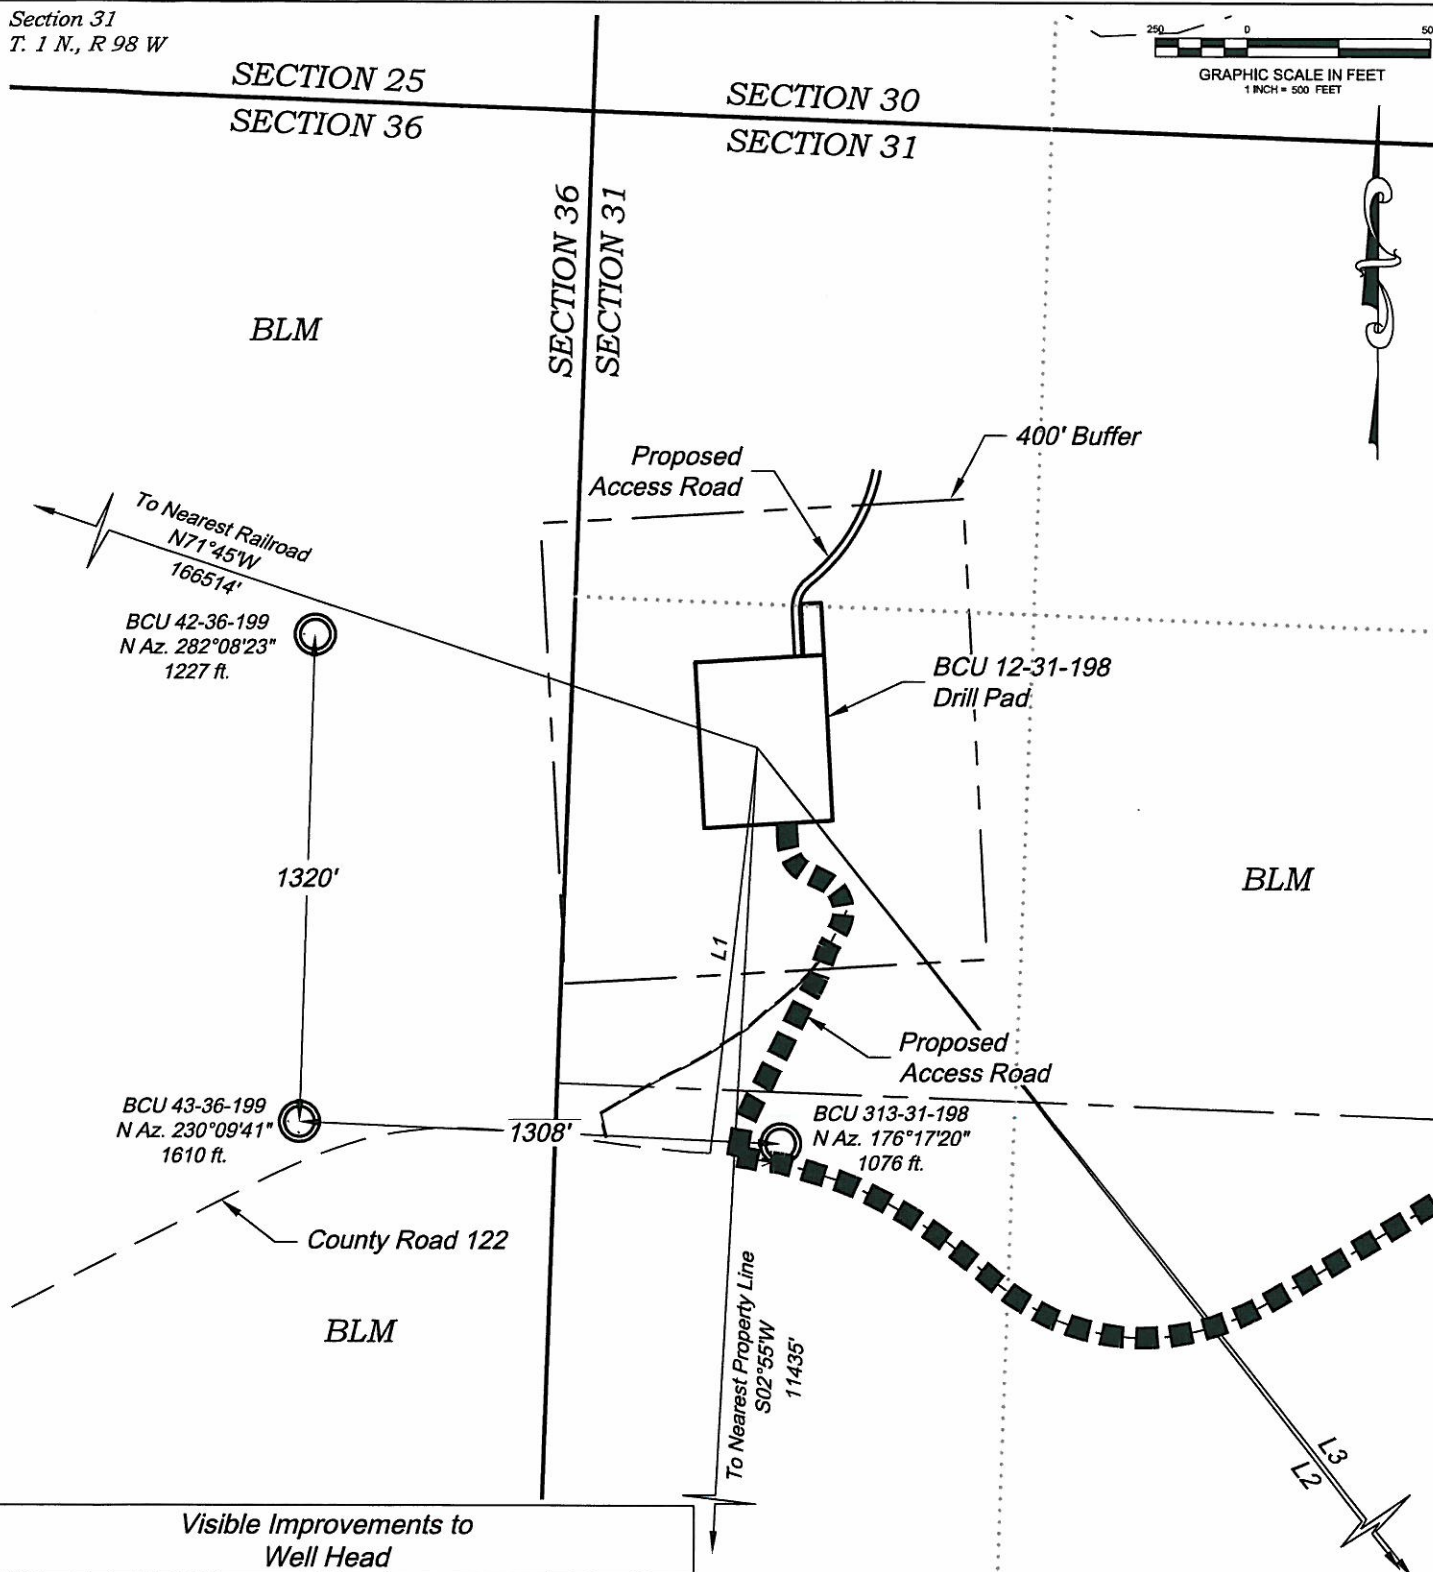 Section 31
T. 1 N., R 98 W
250 0
GRAPHIC SCALE IN FEET
1 INCH = 500 FEET
SECTION 25
SECTION 36
SECTION 30
SECTION 31
SECTION 36
SECTION 31
BLM
400' Buffer
Proposed
Access Road
To Nearest Railroad
N71°45'W
166514'
BCU 42-36-199
N Az. 282°08'23"
1227 ft.
BCU 12-31-198
Drill Pad
1320'
BLM
L1
Proposed
Access Road
BCU 43-36-199
N Az. 230°09'41"
1610 ft.
1308'
BCU 313-31-198
N Az. 176°17'20"
1076 ft.
County Road 122
BLM
To Nearest Property Line
S02°55'W
11435'
L3
L2
Visible Improvements to
Well Head